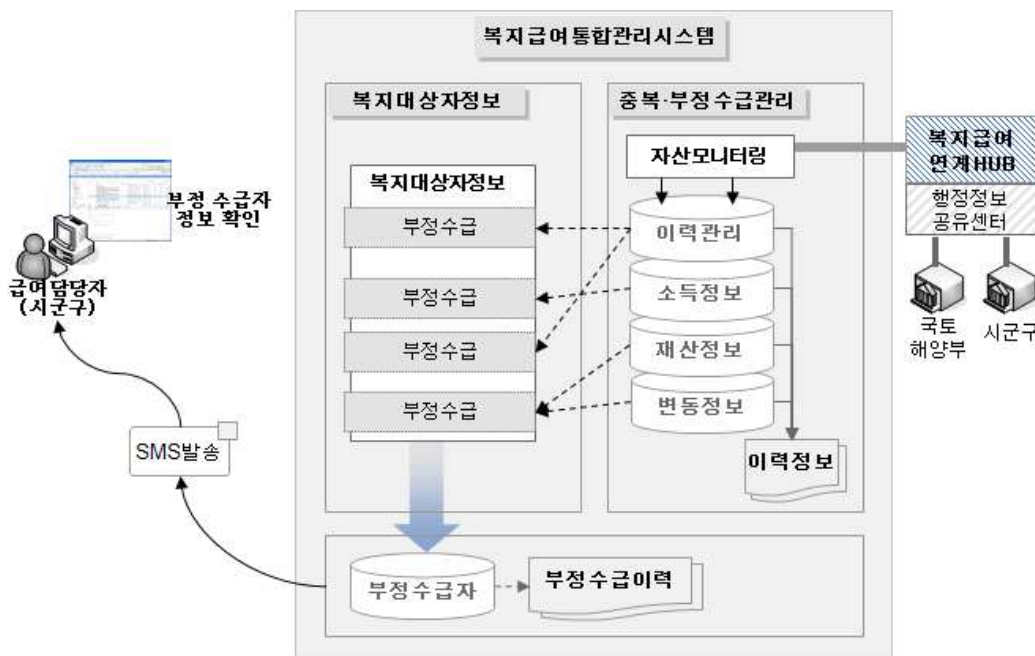 복지급여통합관리시스템
복지대상자정보
중복·부정수급관리
자산모니터링
복지급여
연계HUB
행정정보
공유센터
국토
해양부
시군구
복지대상자정보
부정수급
부정수급
부정수급
부정수급
이력관리
소득정보
재산정보
변동정보
이력정보
부정 수급자
정보 확인
급여담당자
(시군구)
SMS발송
부정수급자
부정수급이력